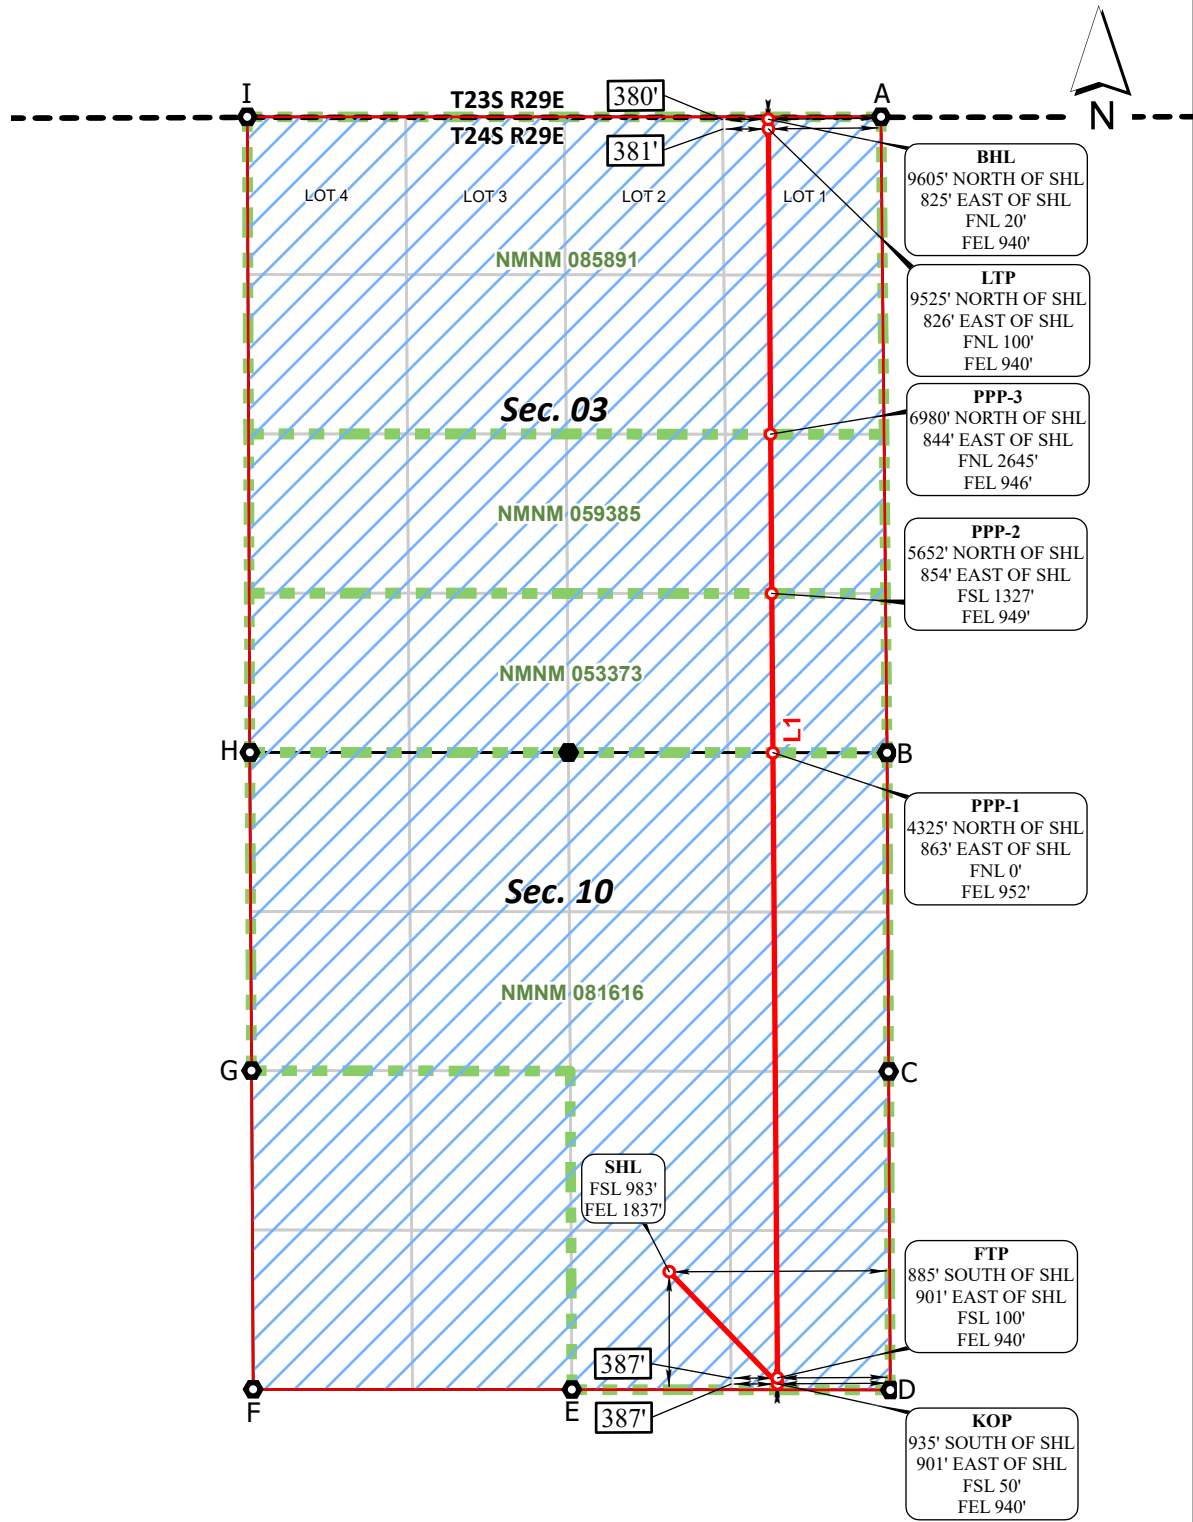 I
T23S R29E
380'
A
N
T24S R29E
381'
BHL
9605' NORTH OF SHL
825' EAST OF SHL
FNL 20'
FEL 940'
LOT 4
LOT 3
LOT 2
LOT 1
NMNM 085891
LTP
9525' NORTH OF SHL
826' EAST OF SHL
FNL 100'
FEL 940'
Sec. 03
PPP-3
6980' NORTH OF SHL
844' EAST OF SHL
FNL 2645'
FEL 946'
NMNM 059385
PPP-2
5652' NORTH OF SHL
854' EAST OF SHL
FSL 1327'
FEL 949'
NMNM 053373
L1
H
B
PPP-1
4325' NORTH OF SHL
863' EAST OF SHL
FNL 0'
FEL 952'
Sec. 10
NMNM 081616
G
C
SHL
FSL 983'
FEL 1837'
FTP
885' SOUTH OF SHL
901' EAST OF SHL
FSL 100'
FEL 940'
387'
F
E
D
387'
KOP
935' SOUTH OF SHL
901' EAST OF SHL
FSL 50'
FEL 940'